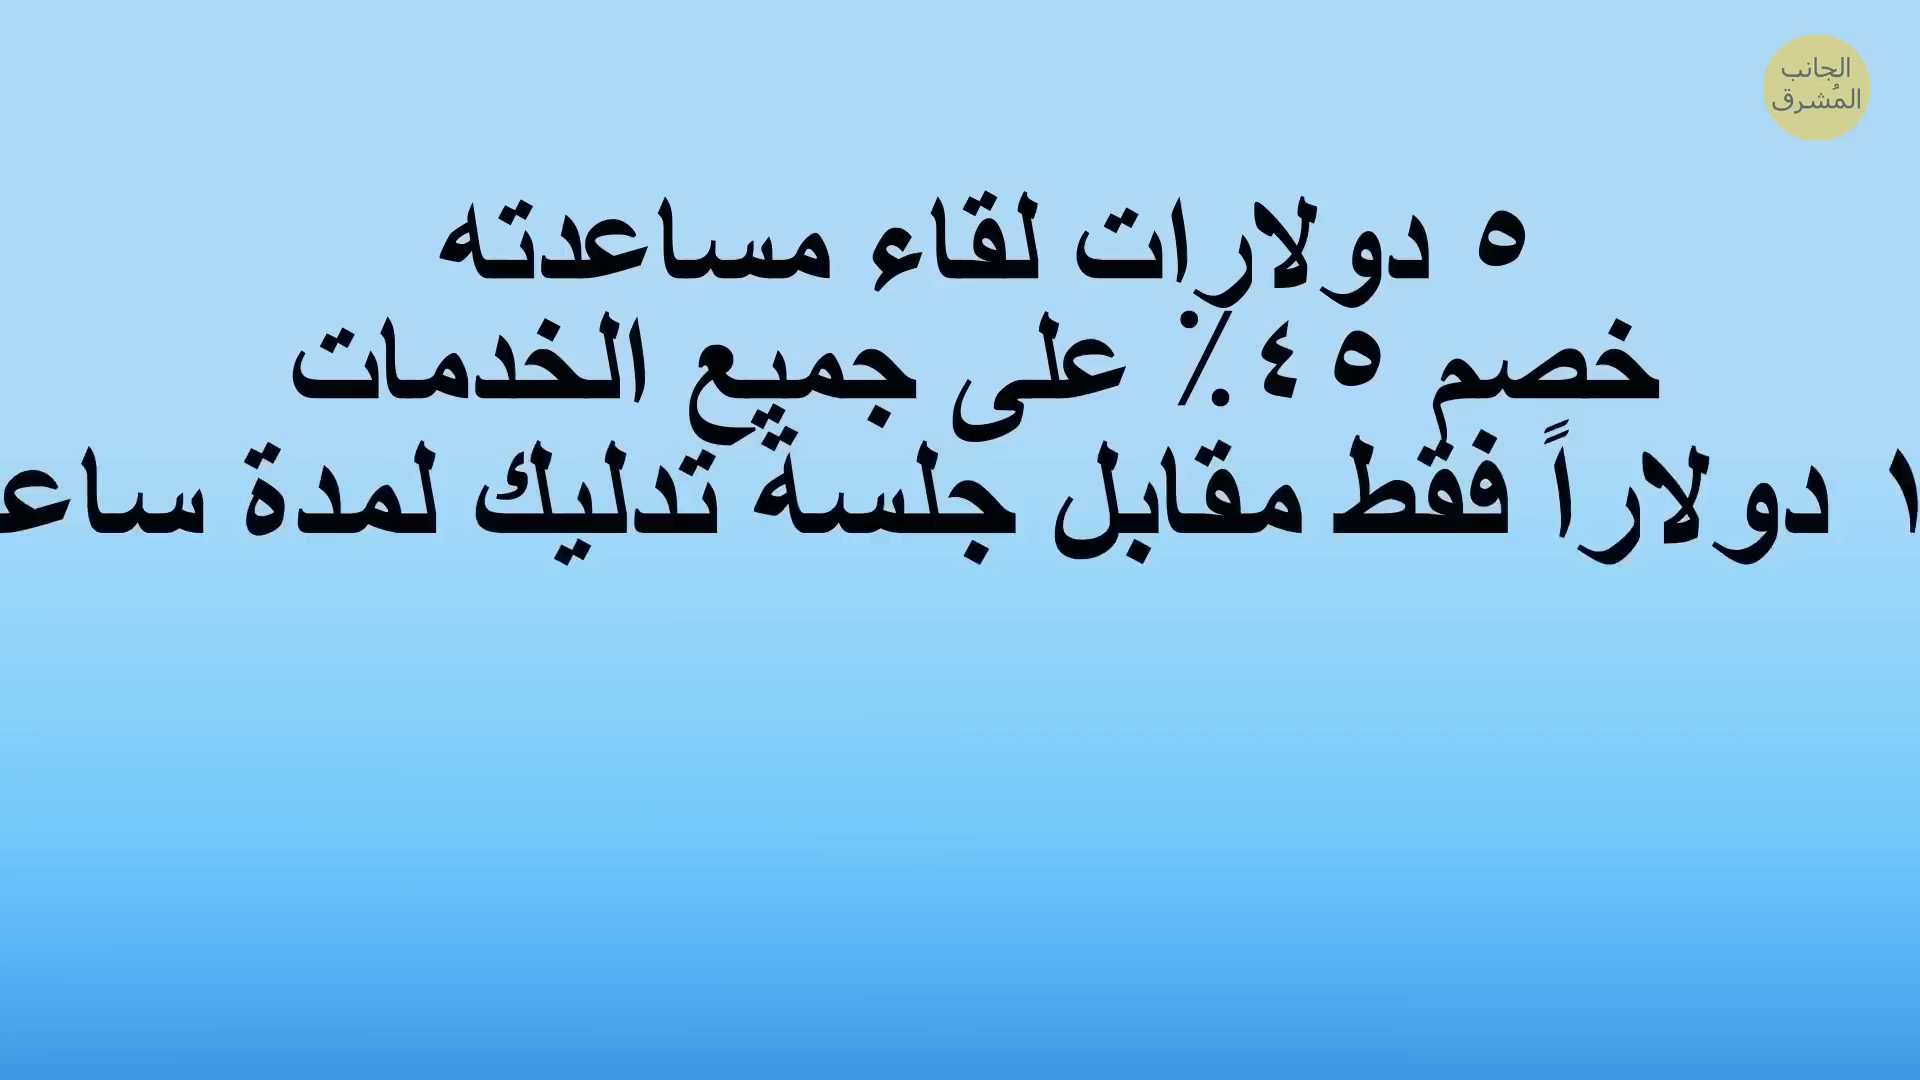 الجانب
المُشرق
٥ دولارات لقاء مساعدته
خصم ٤٥٪ على جميع الخدمات
دولاراً فقط مقابل جلسة تدليك لمدة